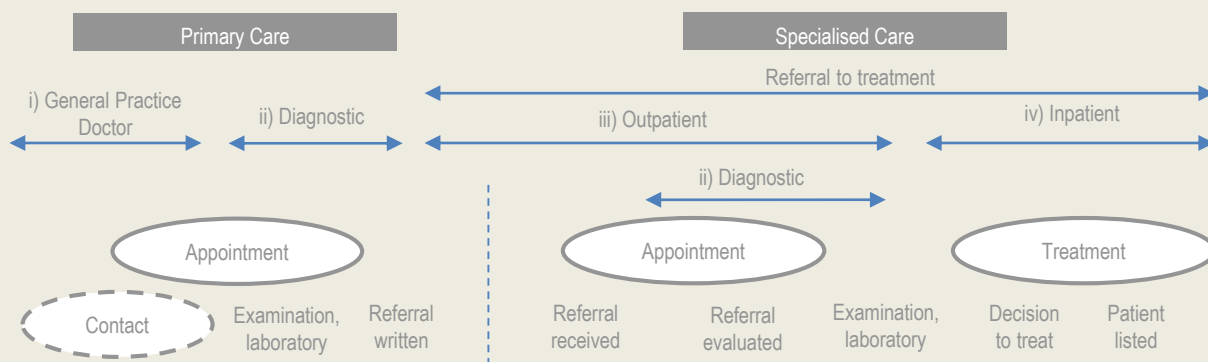 Primary Care
Specialised Care
Referral to treatment
i) General Practice
Doctor
ii) Diagnostic
iii) Outpatient
iv) Inpatient
ii) Diagnostic
Appointment
Appointment
Treatment
Contact
Examination,
laboratory
Referral
written
Referral
received
Referral
evaluated
Examination,
laboratory
Decision
to treat
Patient
listed